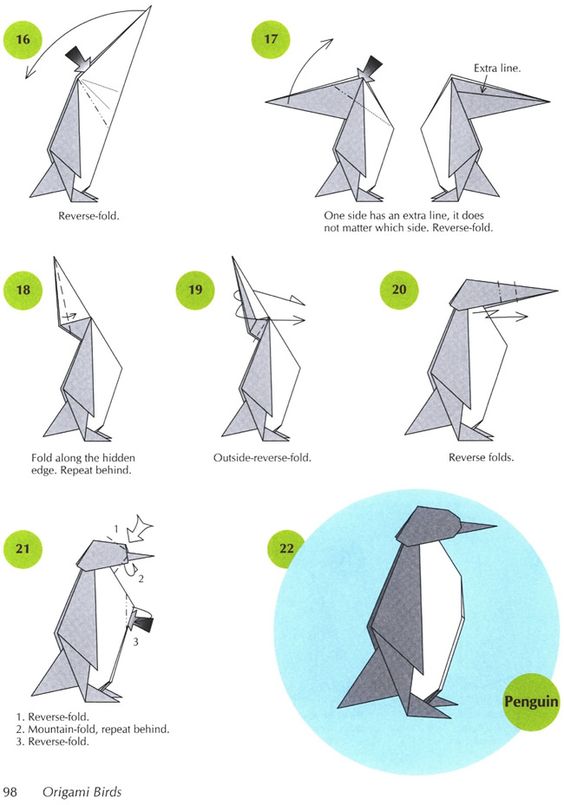 16
Reverse-fold.
17
Extra line.
One side has an extra line, it does
not matter which side. Reverse-fold.
18
Fold along the hidden
edge. Repeat behind.
19
Outside-reverse-fold.
20
Reverse folds.
21
1
2
3
1. Reverse-fold.
2. Mountain-fold, repeat behind.
3. Reverse-fold.
22
Penguin
98 Origami Birds